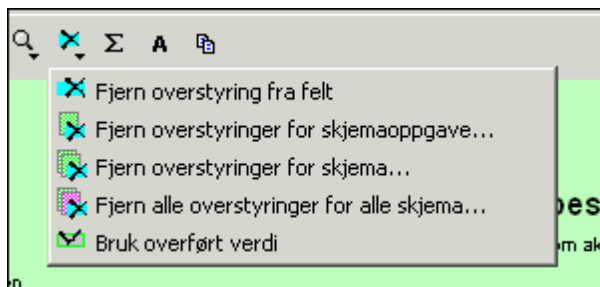 Σ A
Fjern overstyring fra felt
Fjern overstyringer for skjemaoppgave...
Fjern overstyringer for skjema...
Fjern alle overstyringer for alle skjema...
Bruk overført verdi